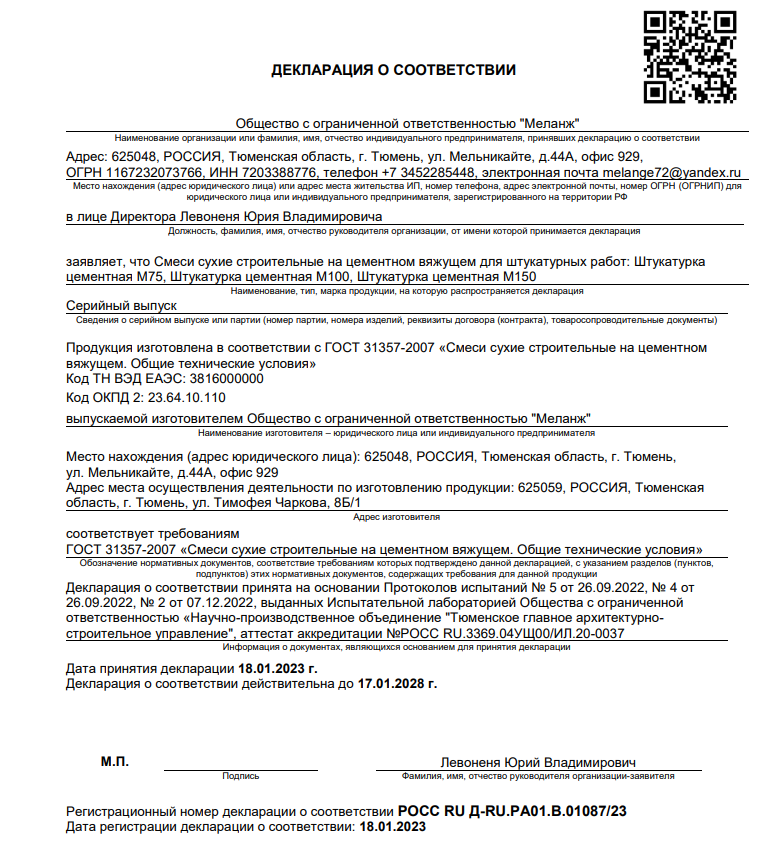 ДЕКЛАРАЦИЯ О СООТВЕТСТВИИ
Общество с ограниченной ответственностью "Меланж"
Наименование организации или фамилия, имя, отчество индивидуального предпринимателя, принявших декларацию о соответствии
Адрес: 625048, РОССИЯ, Тюменская область, г. Тюмень, ул. Мельникайте, д.44А, офис 929,
ОГРН 1167232073766, ИНН 7203388776, телефон +7 3452285448, электронная почта melange72@yandex.ru
Место нахождения (адрес юридического лица) или адрес места жительства ИП, номер телефона, адрес электронной почты, номер ОГРН (ОГРНИП) для
юридического лица или индивидуального предпринимателя, зарегистрированного на территории РФ
в лице Директора Левоненя Юрия Владимировича
Должность, фамилия, имя, отчество руководителя организации, от имени которой принимается декларация
заявляет, что Смеси сухие строительные на цементном вяжущем для штукатурных работ: Штукатурка
цементная М75, Штукатурка цементная М100, Штукатурка цементная М150
Наименование, тип, марка продукции, на которую распространяется декларация
Серийный выпуск
Сведения о серийном выпуске или партии (номер партии, номера изделий, реквизиты договора (контракта), товаросопроводительные документы)
Продукция изготовлена в соответствии с ГОСТ 31357-2007 «Смеси сухие строительные на цементном
вяжущем. Общие технические условия»
Код ТН ВЭД ЕАЭС: 3816000000
Код ОКПД 2: 23.64.10.110
выпускаемой изготовителем Общество с ограниченной ответственностью "Меланж"
Наименование изготовителя – юридического лица или индивидуального предпринимателя
Место нахождения (адрес юридического лица): 625048, РОССИЯ, Тюменская область, г. Тюмень,
ул. Мельникайте, д.44А, офис 929
Адрес места осуществления деятельности по изготовлению продукции: 625059, РОССИЯ, Тюменская
область, г. Тюмень, ул. Тимофея Чаркова, 8Б/1
Адрес изготовителя
соответствует требованиям
ГОСТ 31357-2007 «Смеси сухие строительные на цементном вяжущем. Общие технические условия»
Обозначение нормативных документов, соответствие требованиям которых подтверждено данной декларацией, с указанием разделов (пунктов,
подпунктов) этих нормативных документов, содержащих требования для данной продукции
Декларация о соответствии принята на основании Протоколов испытаний № 5 от 26.09.2022, № 4 от
26.09.2022, № 2 от 07.12.2022, выданных Испытательной лабораторией Общества с ограниченной
ответственностью «Научно-производственное объединение "Тюменское главное архитектурно-
строительное управление", аттестат аккредитации №РОСС RU.3369.04УЩ00/ИЛ.20-0037
Информация о документах, являющихся основанием для принятия декларации
Дата принятия декларации 18.01.2023 г.
Декларация о соответствии действительна до 17.01.2028 г.
М.П.
Левоненя Юрий Владимирович
Подпись
Фамилия, имя, отчество руководителя организации-заявителя
Регистрационный номер декларации о соответствии РОСС RU Д-RU.РА01.В.01087/23
Дата регистрации декларации о соответствии: 18.01.2023